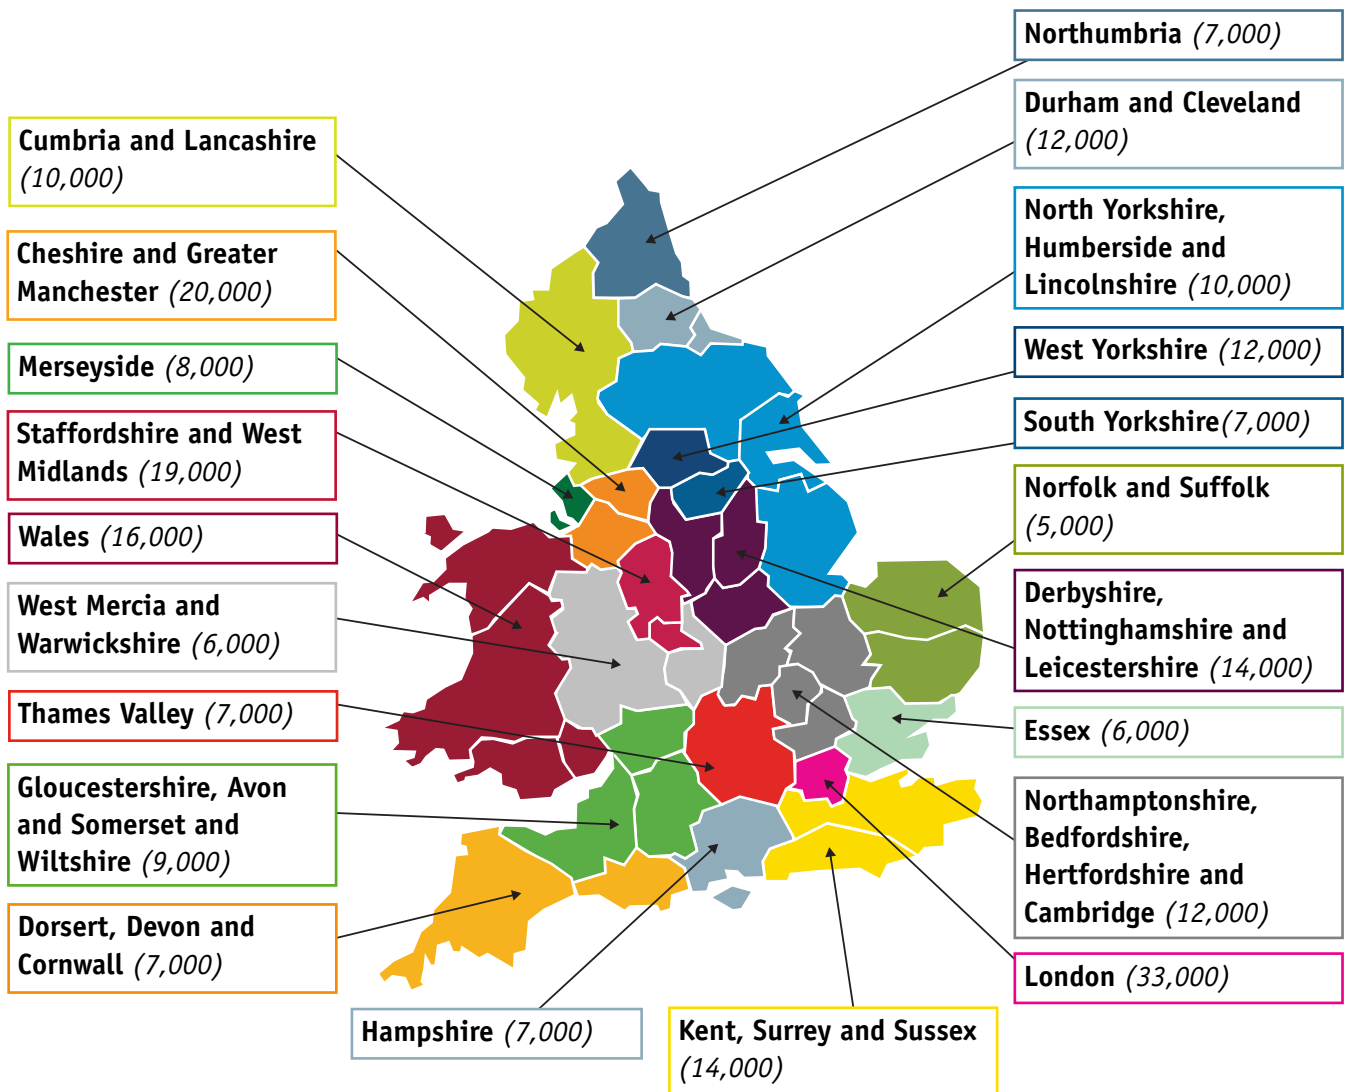 Northumbria (7,000)
Durham and Cleveland
(12,000)
North Yorkshire,
Humberside and
Lincolnshire (10,000)
West Yorkshire (12,000)
South Yorkshire(7,000)
Norfolk and Suffolk
(5,000)
Derbyshire,
Nottinghamshire and
Leicestershire (14,000)
Essex (6,000)
Northamptonshire,
Bedfordshire,
Hertfordshire and
Cambridge (12,000)
London (33,000)
Cumbria and Lancashire
(10,000)
Cheshire and Greater
Manchester (20,000)
Merseyside (8,000)
Staffordshire and West
Midlands (19,000)
Wales (16,000)
West Mercia and
Warwickshire (6,000)
Thames Valley (7,000)
Gloucestershire, Avon
and Somerset and
Wiltshire (9,000)
Dorsert, Devon and
Cornwall (7,000)
Hampshire (7,000)
Kent, Surrey and Sussex
(14,000)